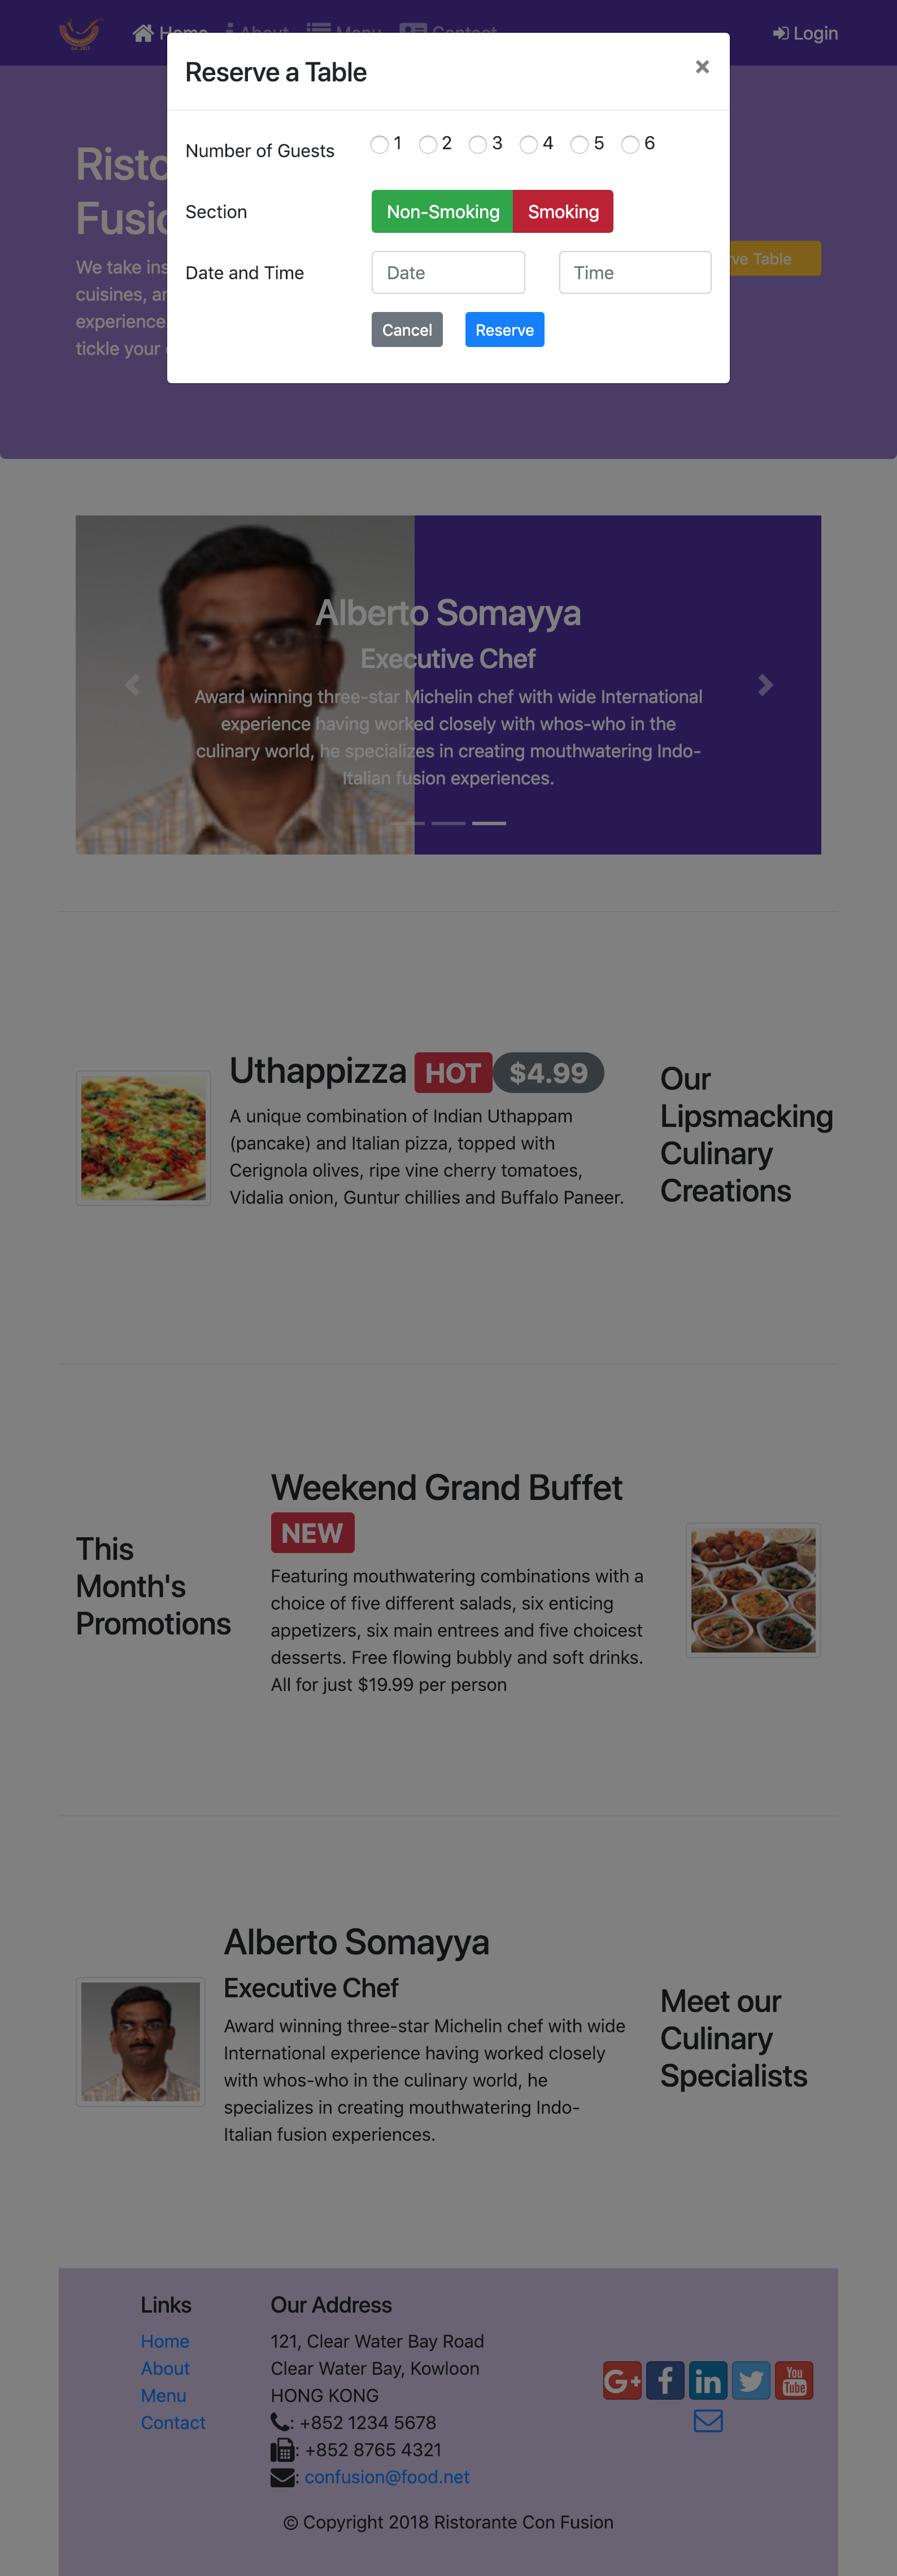 Home About Menu Contact Login
Reserve a Table ×
Number of Guests 1 2 3 4 5 6
Section Non-Smoking Smoking
Date and Time Date Time
Cancel Reserve
We take
cuisines,
experience
tickle your
Table
Alberto Somayya
Executive Chef
Award winning three-star Michelin chef with wide International
experience having worked closely with whos-who in the
culinary world, he specializes in creating mouthwatering Indo-
Italian fusion experiences.
Uthappizza HOT $4.99
A unique combination of Indian Uthappam
(pancake) and Italian pizza, topped with
Cerignola olives, ripe vine cherry tomatoes,
Vidalia onion, Guntur chillies and Buffalo Paneer.
Our
Lipsmacking
Culinary
Creations
This
Month's
Promotions
Weekend Grand Buffet
NEW
Featuring mouthwatering combinations with a
choice of five different salads, six enticing
appetizers, six main entrees and five choicest
desserts. Free flowing bubbly and soft drinks.
All for just $19.99 per person
Alberto Somayya
Executive Chef
Award winning three-star Michelin chef with wide
International experience having worked closely
with whos-who in the culinary world, he
specializes in creating mouthwatering Indo-
Italian fusion experiences.
Meet our
Culinary
Specialists
Links
Home
About
Menu
Contact
Our Address
121, Clear Water Bay Road
Clear Water Bay, Kowloon
HONG KONG
: +852 1234 5678
: +852 8765 4321
: confusion@food.net
G+ f in You Tube
© Copyright 2018 Ristorante Con Fusion